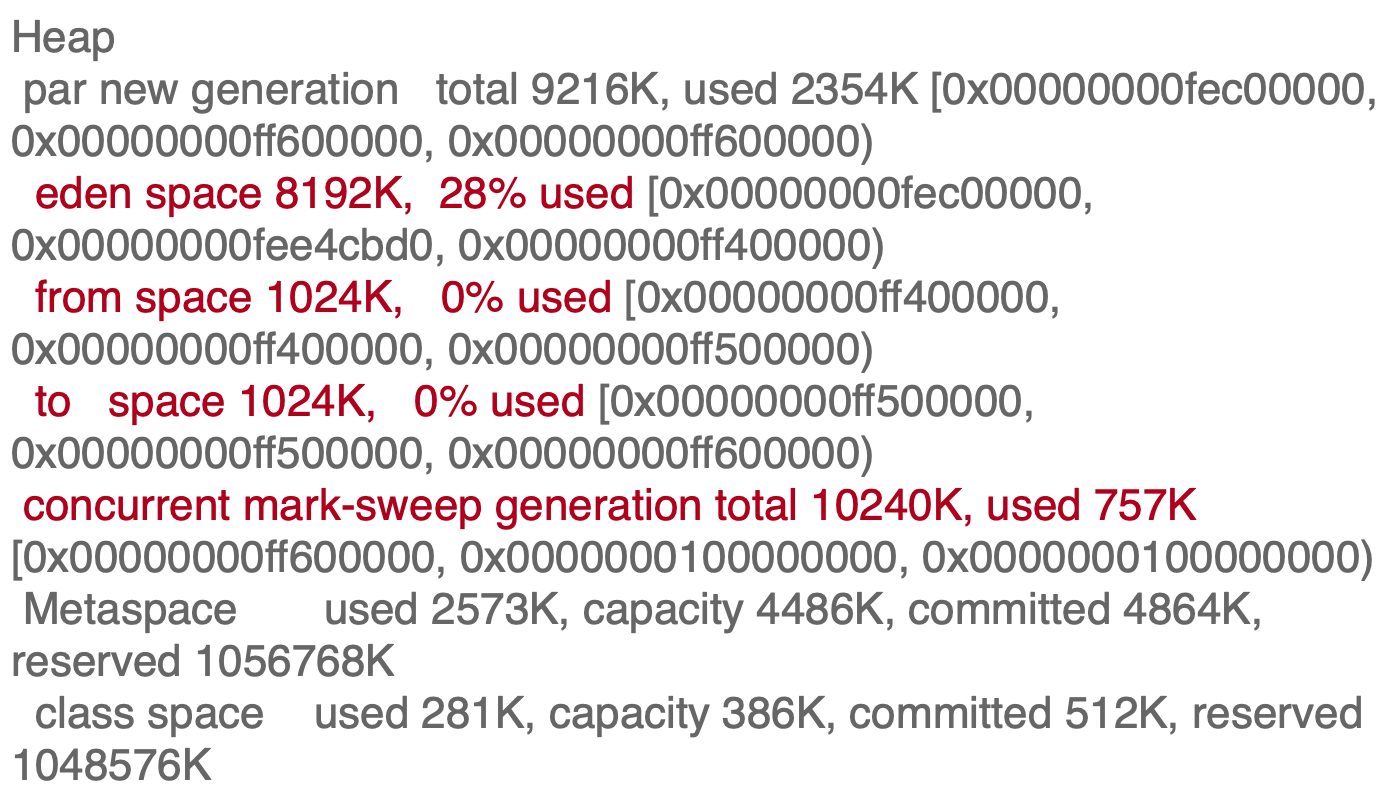 Heap
par new generation   total 9216K, used 2354K [0x00000000fec00000,
0x00000000ff600000, 0x00000000ff600000)
eden space 8192K,  28% used [0x00000000fec00000,
0x00000000fee4cbd0, 0x00000000ff400000)
from space 1024K,   0% used [0x00000000ff400000,
0x00000000ff400000, 0x00000000ff500000)
to   space 1024K,   0% used [0x00000000ff500000,
0x00000000ff500000, 0x00000000ff600000)
concurrent mark-sweep generation total 10240K, used 757K
[0x00000000ff600000, 0x0000000100000000, 0x0000000100000000)
Metaspace       used 2573K, capacity 4486K, committed 4864K,
reserved 1056768K
class space    used 281K, capacity 386K, committed 512K, reserved
1048576K